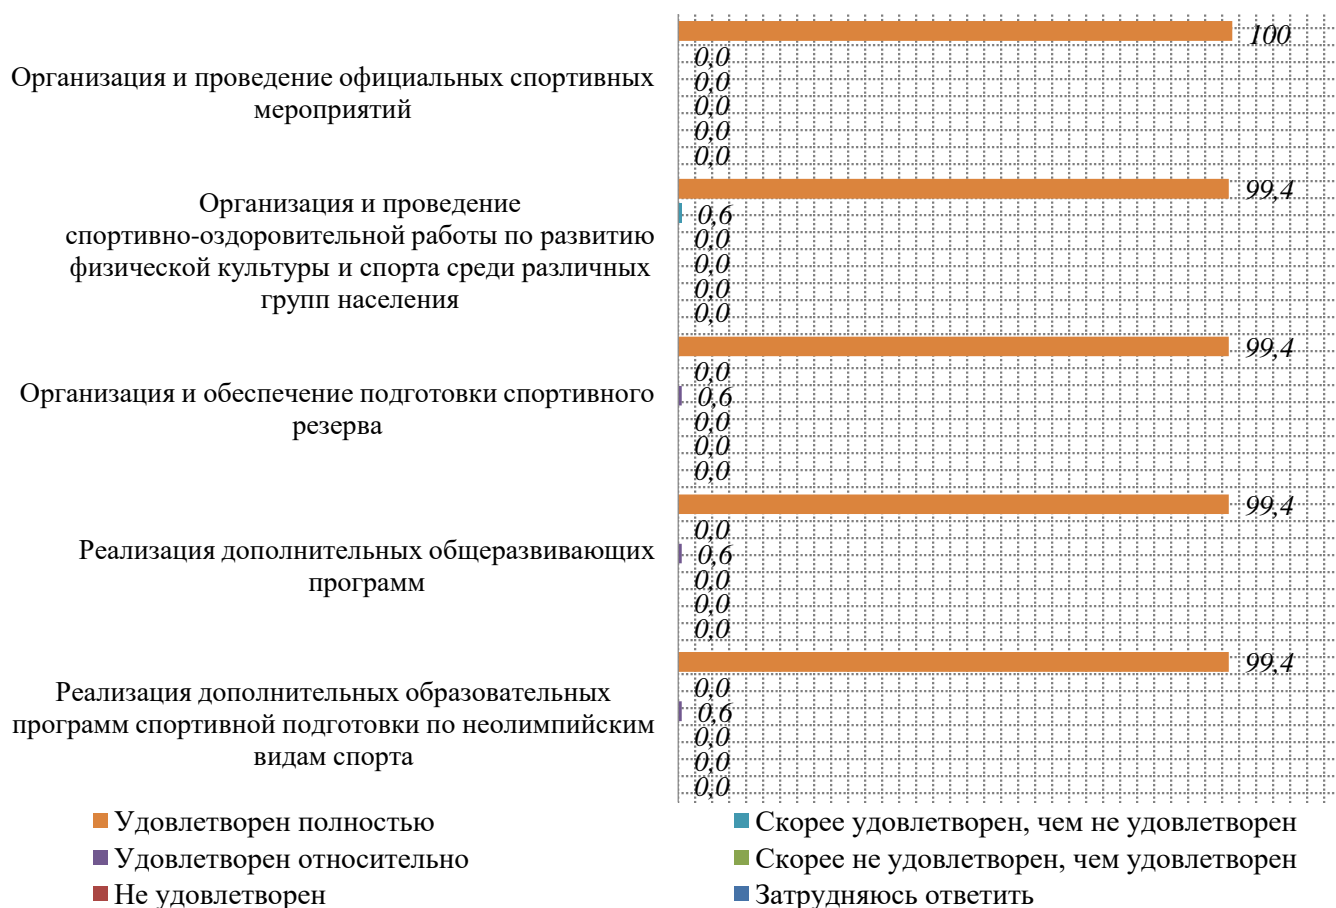 100
0,0
0,0
0,0
0,0
0,0
Организация и проведение официальных спортивных
мероприятий
99,4
0,6
0,0
0,0
0,0
0,0
Организация и проведение
спортивно-оздоровительной работы по развитию
физической культуры и спорта среди различных
групп населения
99,4
0,0
0,6
0,0
0,0
0,0
Организация и обеспечение подготовки спортивного
резерва
99,4
0,0
0,6
0,0
0,0
0,0
Реализация дополнительных общеразвивающих
программ
99,4
0,0
0,6
0,0
0,0
0,0
Реализация дополнительных образовательных
программ спортивной подготовки по неолимпийским
видам спорта
Удовлетворен полностью
Скорее удовлетворен, чем не удовлетворен
Удовлетворен относительно
Скорее не удовлетворен, чем удовлетворен
Не удовлетворен
Затрудняюсь ответить